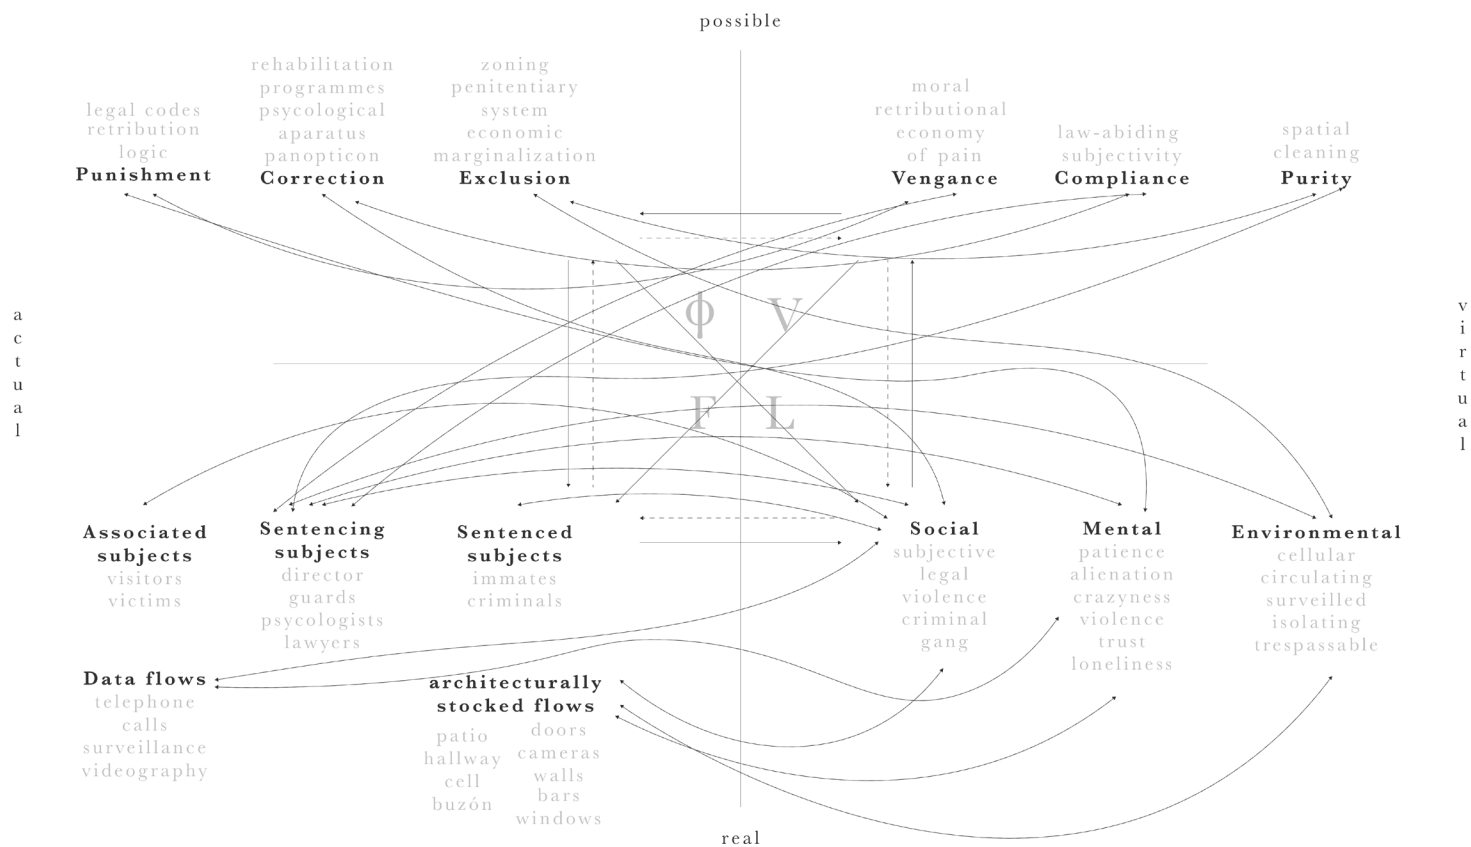 possible
rehabilitation
programmes
psycological
aparatus
panopticon
Correction
zoning
penitentiary
system
economic
marginalization
Exclusion
legal codes
retribution
logic
Punishment
moral
retributional
economy
of pain
Vengance
law-abiding
subjectivity
Compliance
spatial
cleaning
Purity
actual
virtual
ϕ V
F L
Associated
subjects
visitors
victims
Sentencing
subjects
director
guards
psycologists
lawyers
Sentenced
subjects
immates
criminals
Social
subjective
legal
violence
criminal
gang
Mental
patience
alienation
crazyness
violence
trust
loneliness
Environmental
cellular
circulating
surveilled
isolating
trespassable
Data flows
telephone
calls
surveillance
videography
architecturally
stocked flows
patio
hallway
cell
buzón
doors
cameras
walls
bars
windows
real